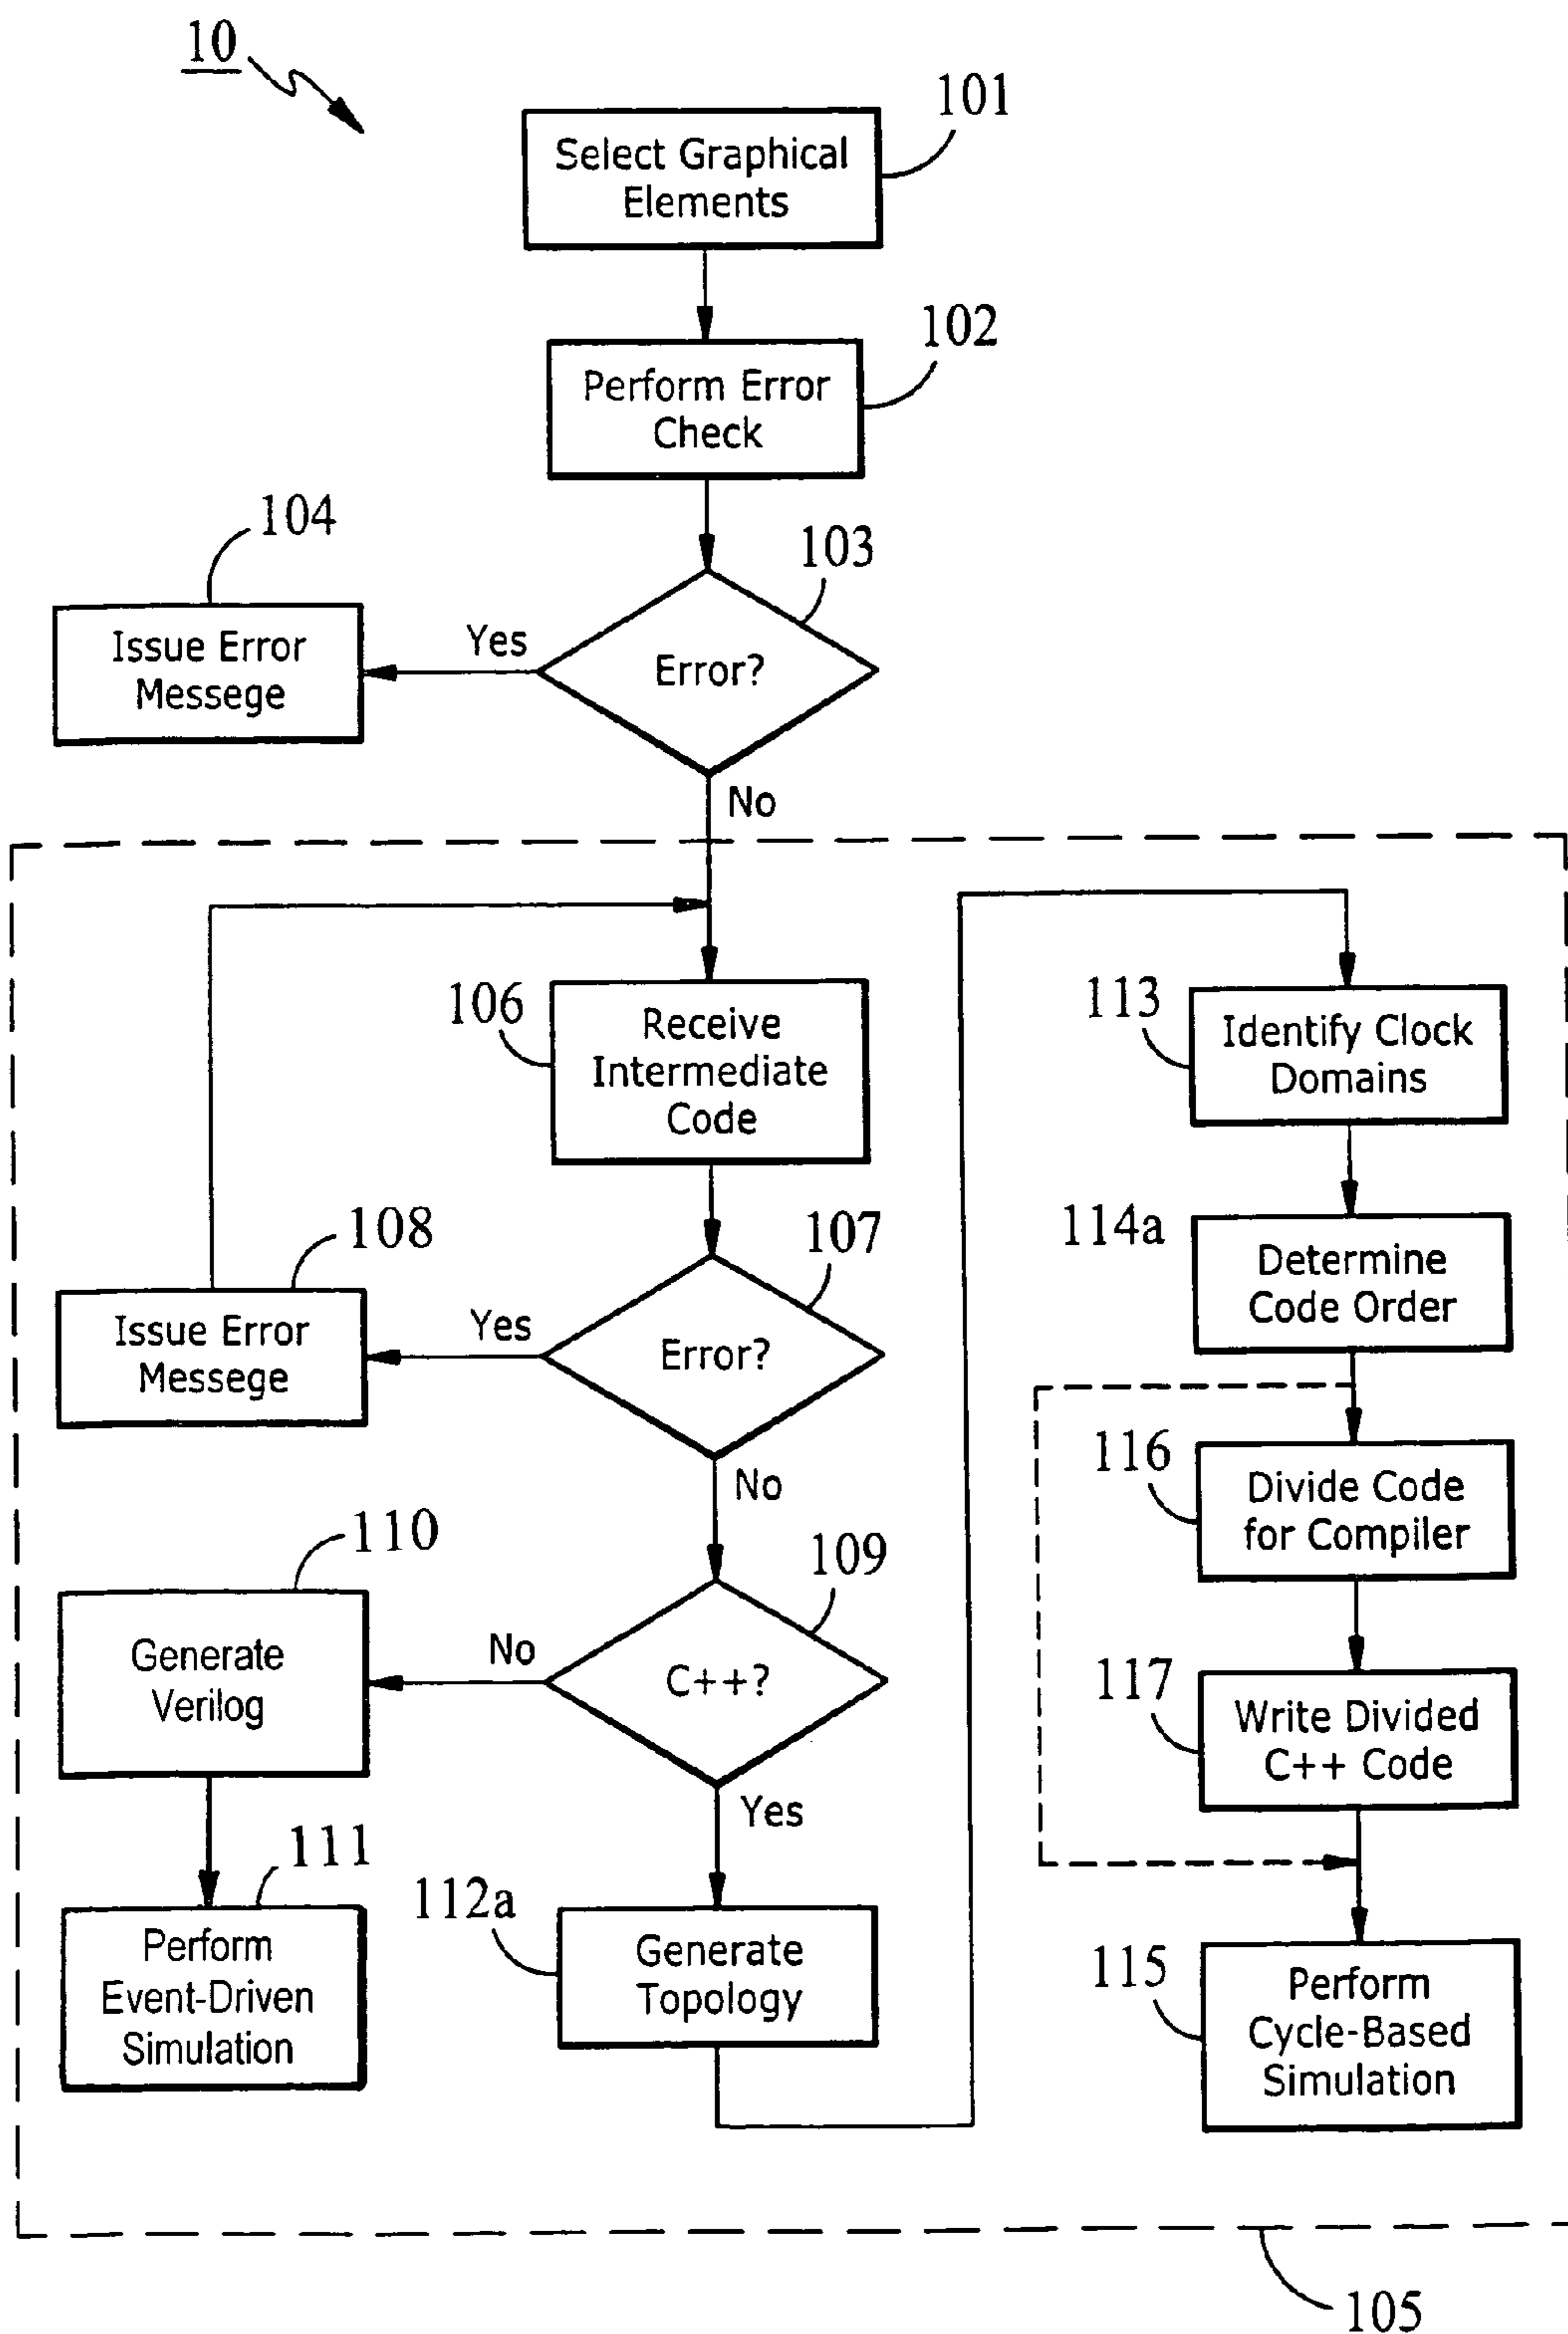 10
101
Select Graphical
Elements
102
Perform Error
Check
103
Error?
Yes
104
Issue Error
Messege
No
106
Receive
Intermediate
Code
107
Error?
Yes
108
Issue Error
Messege
No
109
C++?
No
110
Generate
Verilog
111
Perform
Event-Driven
Simulation
Yes
112a
Generate
Topology
113
Identify Clock
Domains
114a
Determine
Code Order
116
Divide Code
for Compiler
117
Write Divided
C++ Code
115
Perform
Cycle-Based
Simulation
105